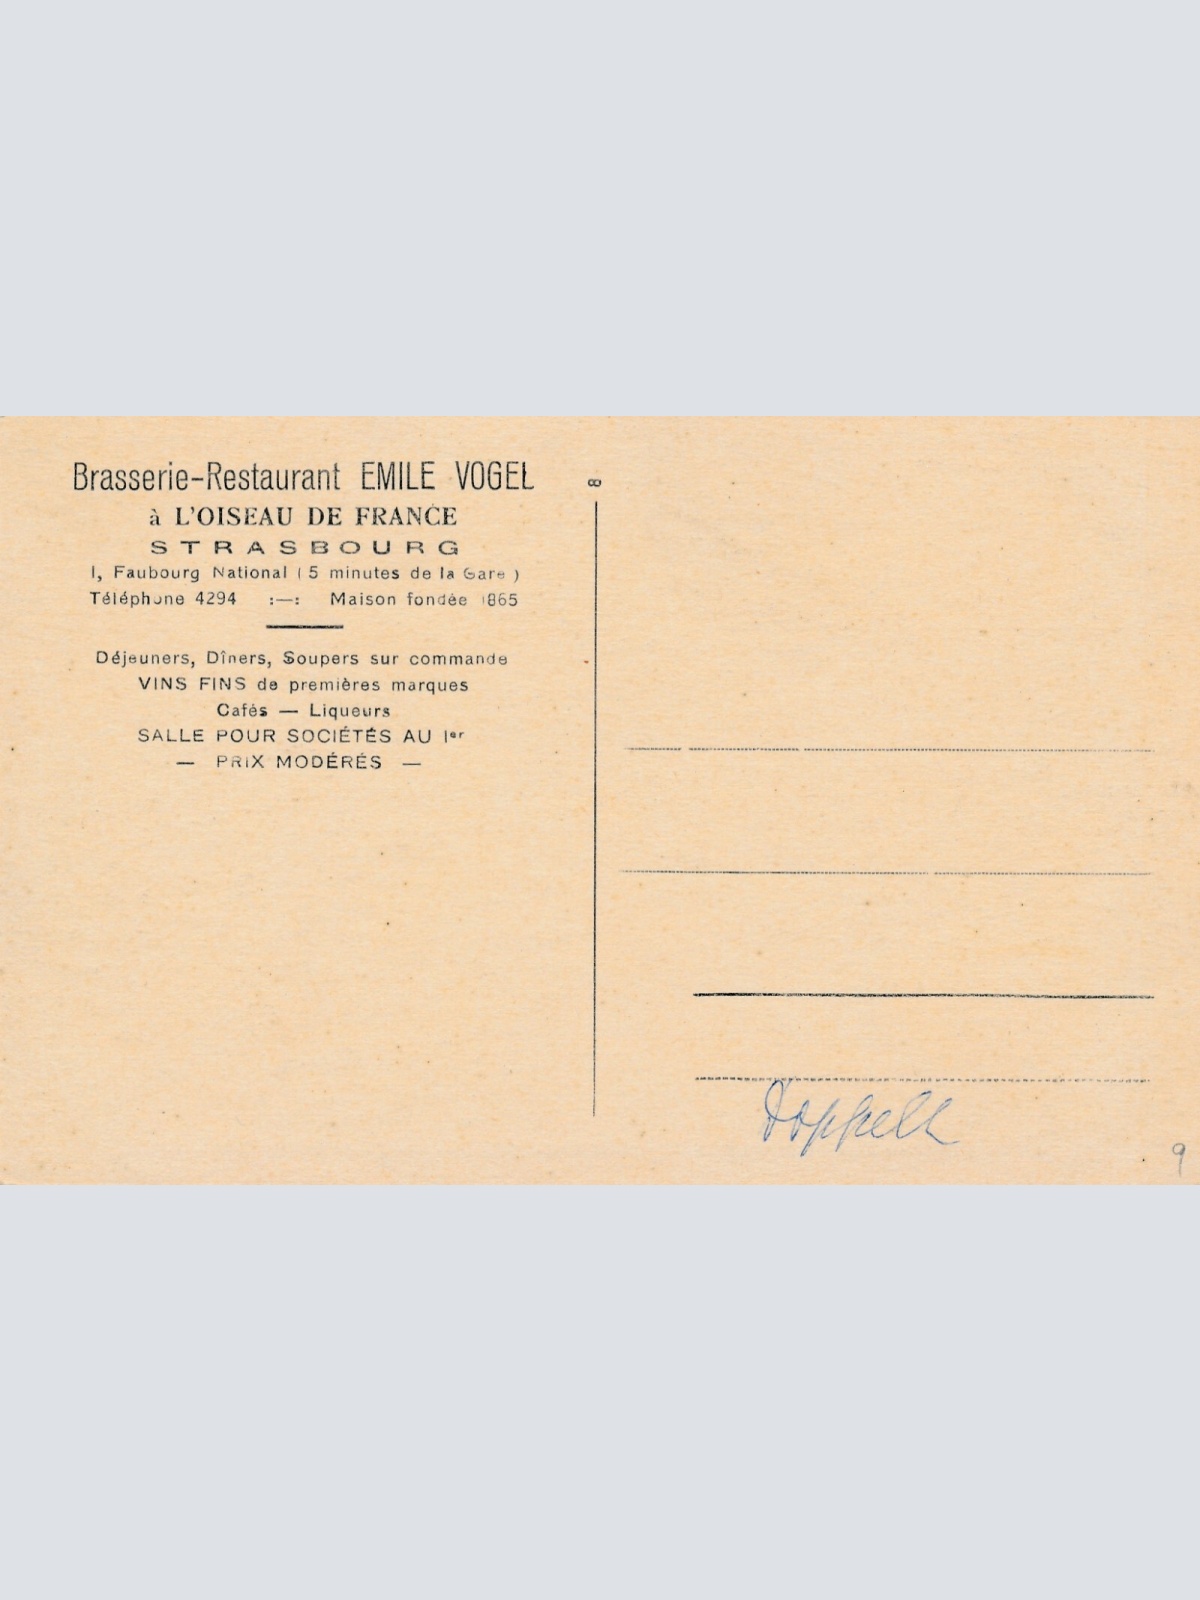 Brasserie-Restaurant EMILE VOGEL
à L'OISEAU DE FRANCE
STRASBOURG
1, Faubourg National (5 minutes de la Gare)
Téléphone 4294 :—: Maison fondée 1865
Déjeuners, Dîners, Soupers sur commande
VINS FINS de premières marques
Cafés — Liqueurs
SALLE POUR SOCIÉTÉS AU 1er
— PRIX MODÉRÉS —
8
Doppelt
9